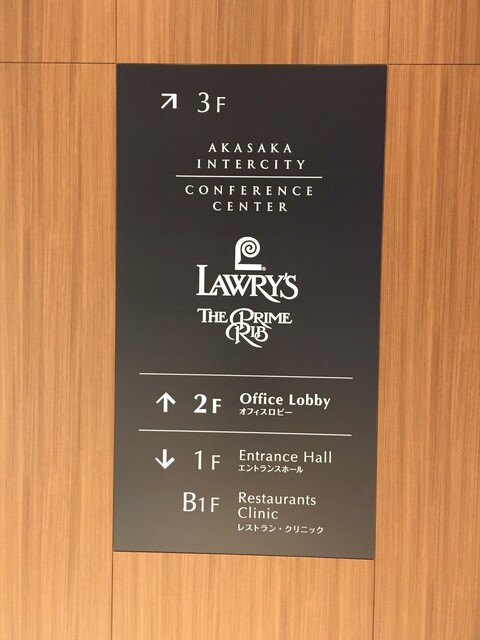 ↗ 3F
AKASAKA
INTERCITY
CONFERENCE
CENTER
LAWRY'S
THE PRIME
RIB
↑ 2F Office Lobby
オフィスロビー
↓ 1F Entrance Hall
エントランスホール
B1F Restaurants
Clinic
レストラン・クリニック